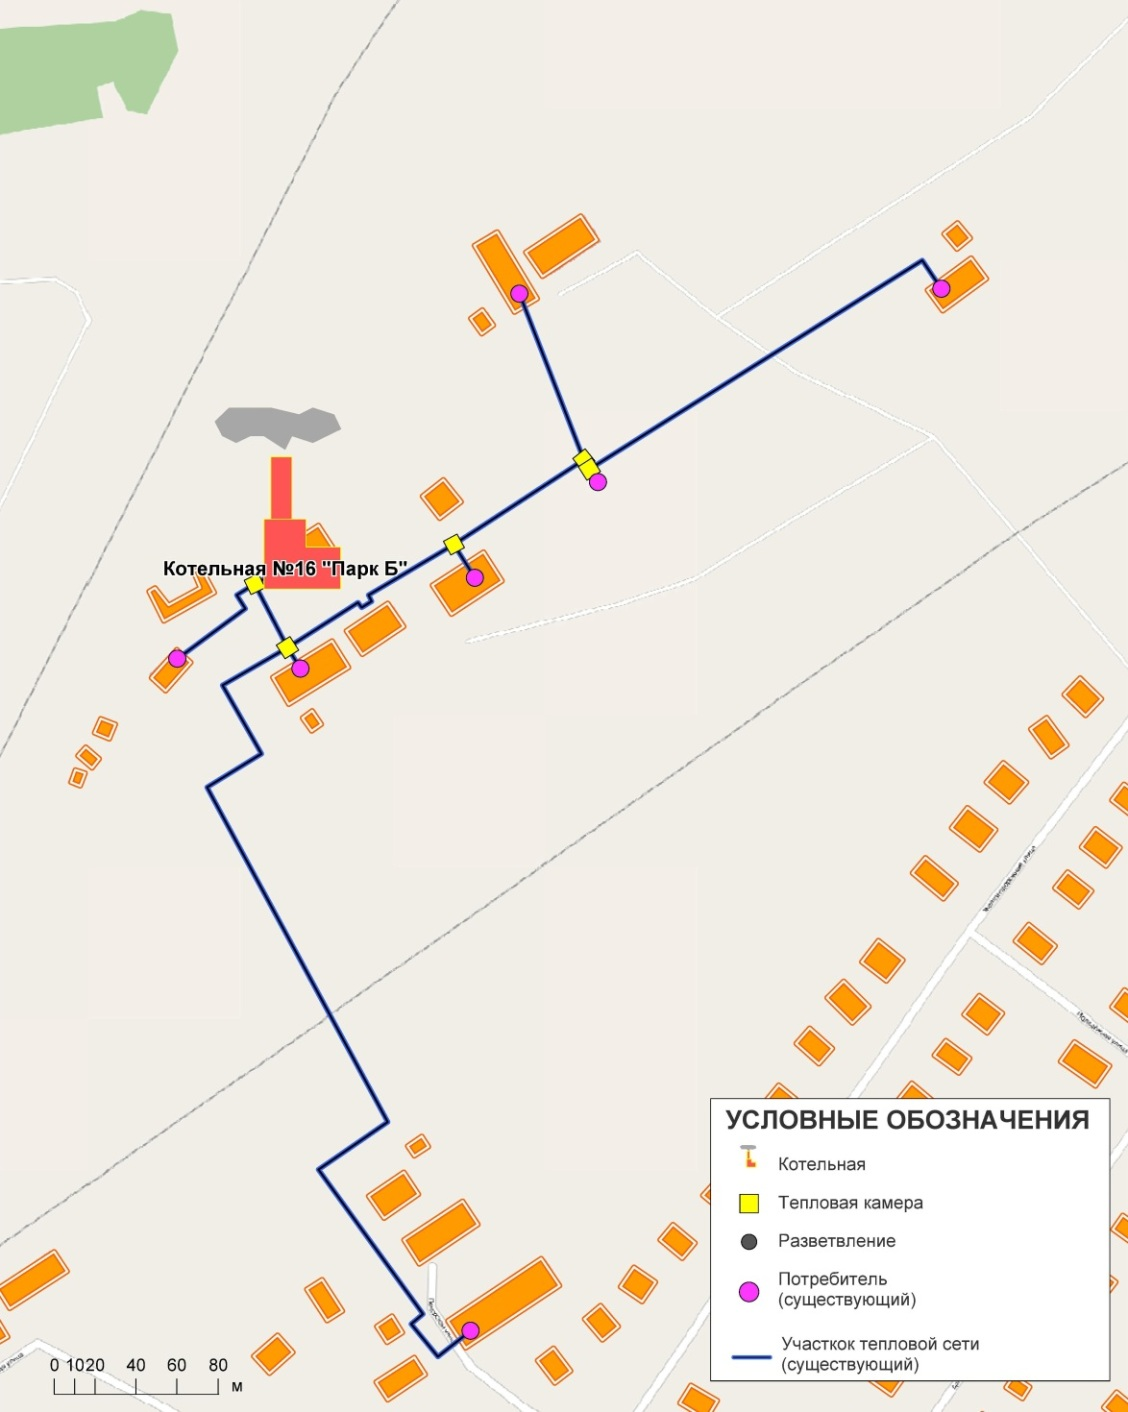 Котельная №16 "Парк Б"
УСЛОВНЫЕ ОБОЗНАЧЕНИЯ
Котельная
Тепловая камера
Разветвление
Потребитель
(существующий)
Участкок тепловой сети
(существующий)
0 1020 40 60 80
м